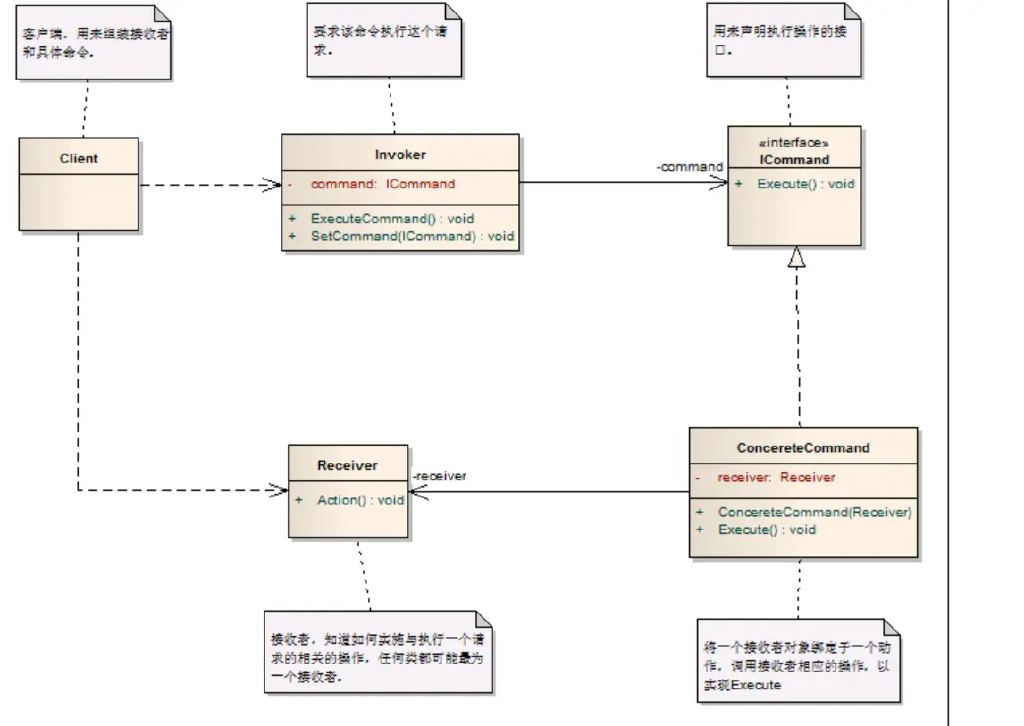 客户端，用来组装接收者
和具体命令。
要求该命令执行这个请
求。
用来声明执行操作的接
口。
Client
Invoker
- command: ICommand
+ ExecuteCommand() : void
+ SetCommand(ICommand) : void
-command
«interface»
ICommand
+ Execute() : void
Receiver
+ Action() : void
-receiver
ConcereteCommand
- receiver: Receiver
+ ConcereteCommand(Receiver)
+ Execute() : void
接收者，知道如何实施与执行一个请
求的相关的操作，任何类都可能最为
一个接收者。
将一个接收者对象绑定于一个动
作，调用接收者相应的操作，以
实现Execute